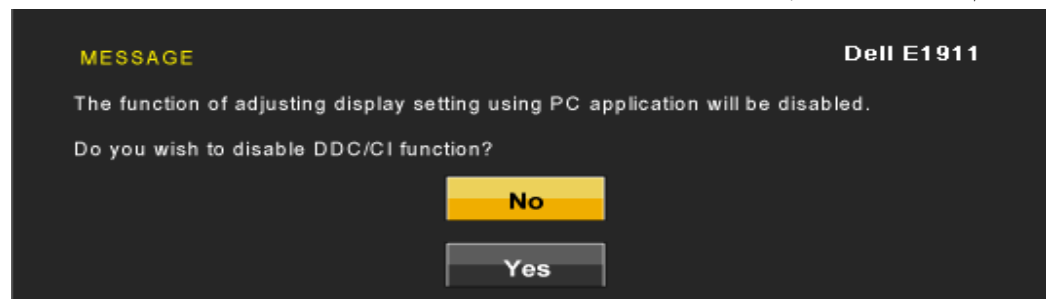 MESSAGE
Dell E1911
The function of adjusting display setting using PC application will be disabled.
Do you wish to disable DDC/CI function?
No
Yes